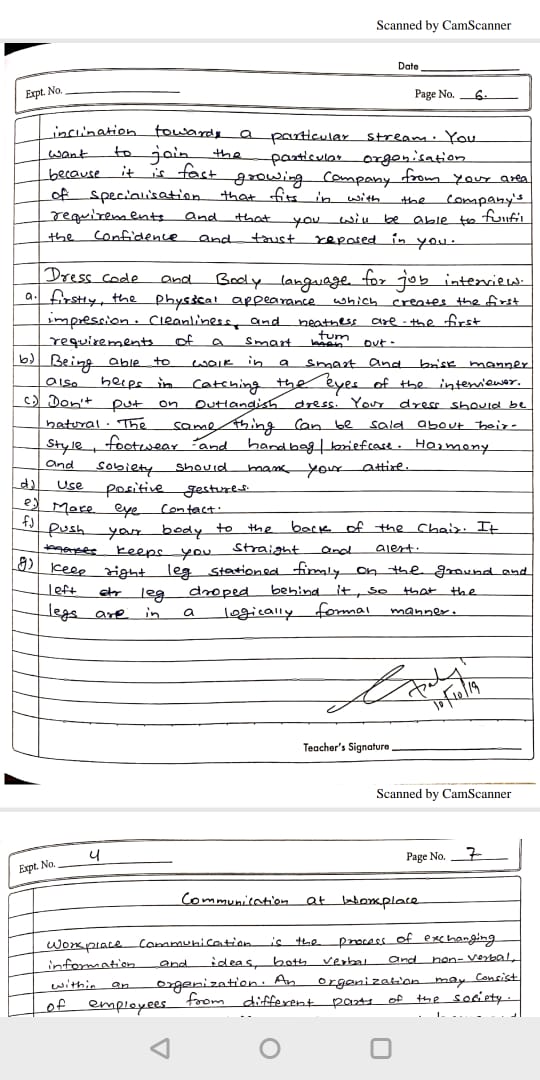 Scanned by CamScanner
Date
Expt. No.
Page No. 6.
inclination towards a particular stream. You
want to join the particular organisation
because it is fast growing Company from your area
of specialisation that fits in with the company's
requirements and that you will be able to fulfil
the Confidence and trust reposed in you.
Dress code and Body language for job interview.
a. firstly, the physical appearance which creates the first
impression. Cleanliness, and neatness are the first
requirements of a smart turn out.
b) Being able to walk in a smart and brisk manner
also helps in catching the eyes of the interviewer.
c) Don't put on outlandish dress. Your dress should be
natural. The same thing can be said about hair-
style, footwear and handbag | briefcase. Harmony
and sobiety should mark your attire.
d) Use positive gestures.
e) Make eye contact.
f) push your body to the back of the chair. It
makes keeps you straight and alert.
g) Keep right leg stationed firmly on the ground and
left leg droped behind it, so that the
legs are in a logically formal manner.
10/10/19
Teacher's Signature
Scanned by CamScanner
Expt. No. 4
Page No. 7
Communication at Workplace
Workplace Communication is the process of exchanging
information and ideas, both verbal and non-verbal,
within an organization. An organization may consist
of employees from different parts of the society.